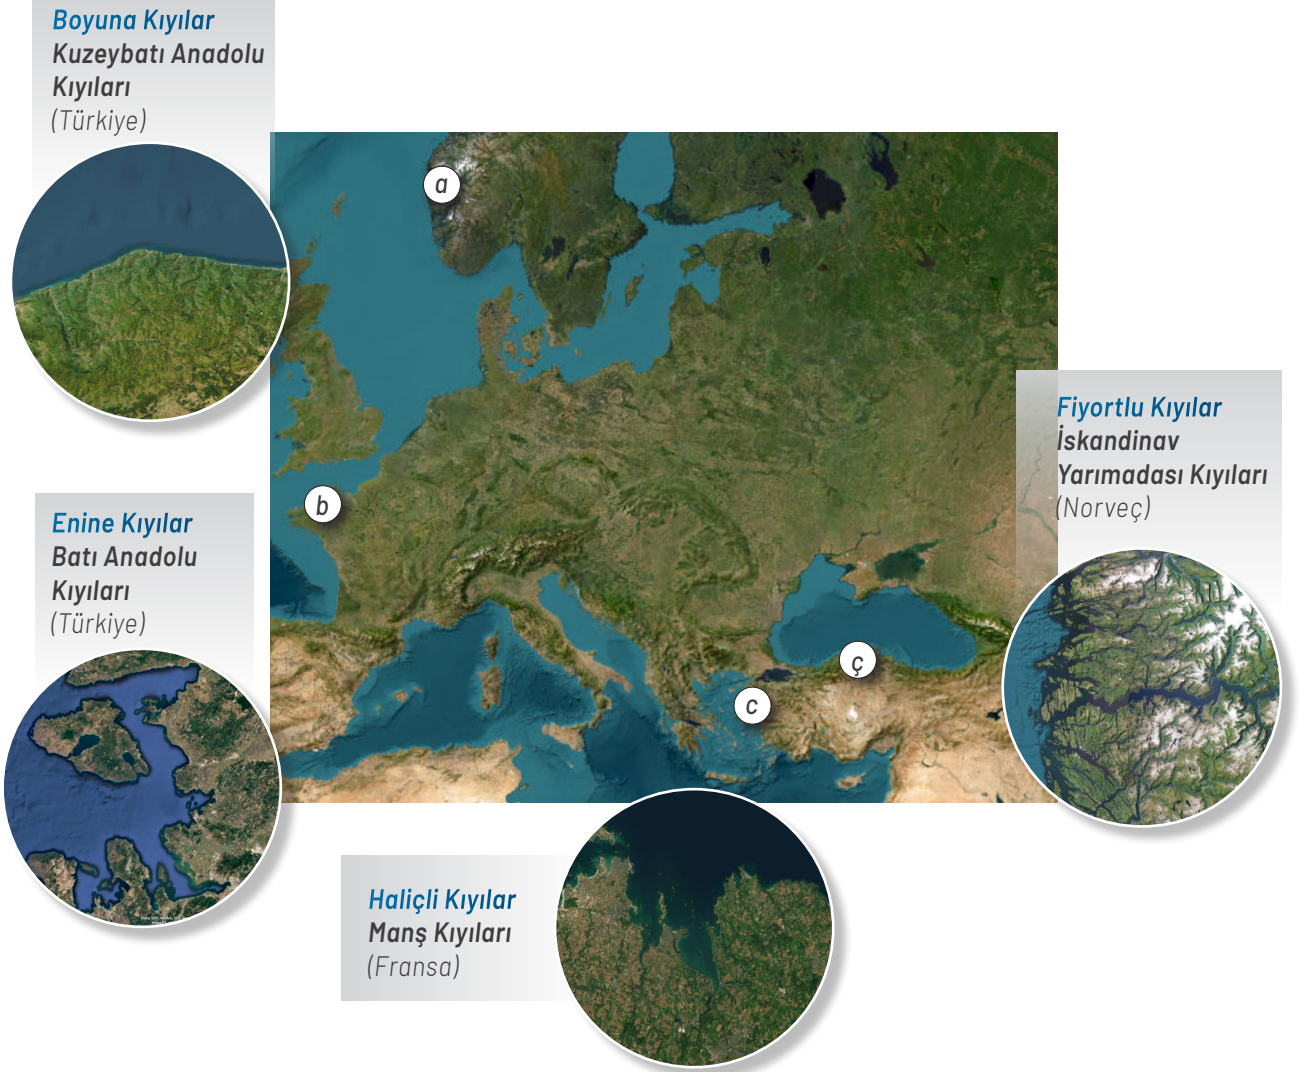 Boyuna Kıyılar
Kuzeybatı Anadolu
Kıyıları
(Türkiye)
a
b
c
ç
Fiyortlu Kıyılar
İskandinav
Yarımadası Kıyıları
(Norveç)
Enine Kıyılar
Batı Anadolu
Kıyıları
(Türkiye)
Haliçli Kıyılar
Manş Kıyıları
(Fransa)